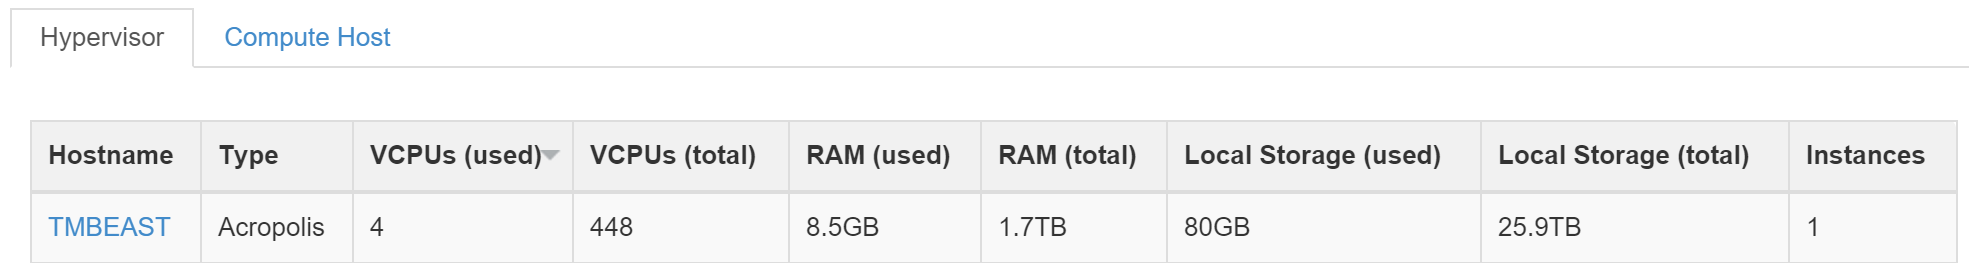 Hypervisor Compute Host
Hostname Type VCPUs (used) VCPUs (total) RAM (used) RAM (total) Local Storage (used) Local Storage (total) Instances
TMBEAST Acropolis 4 448 8.5GB 1.7TB 80GB 25.9TB 1